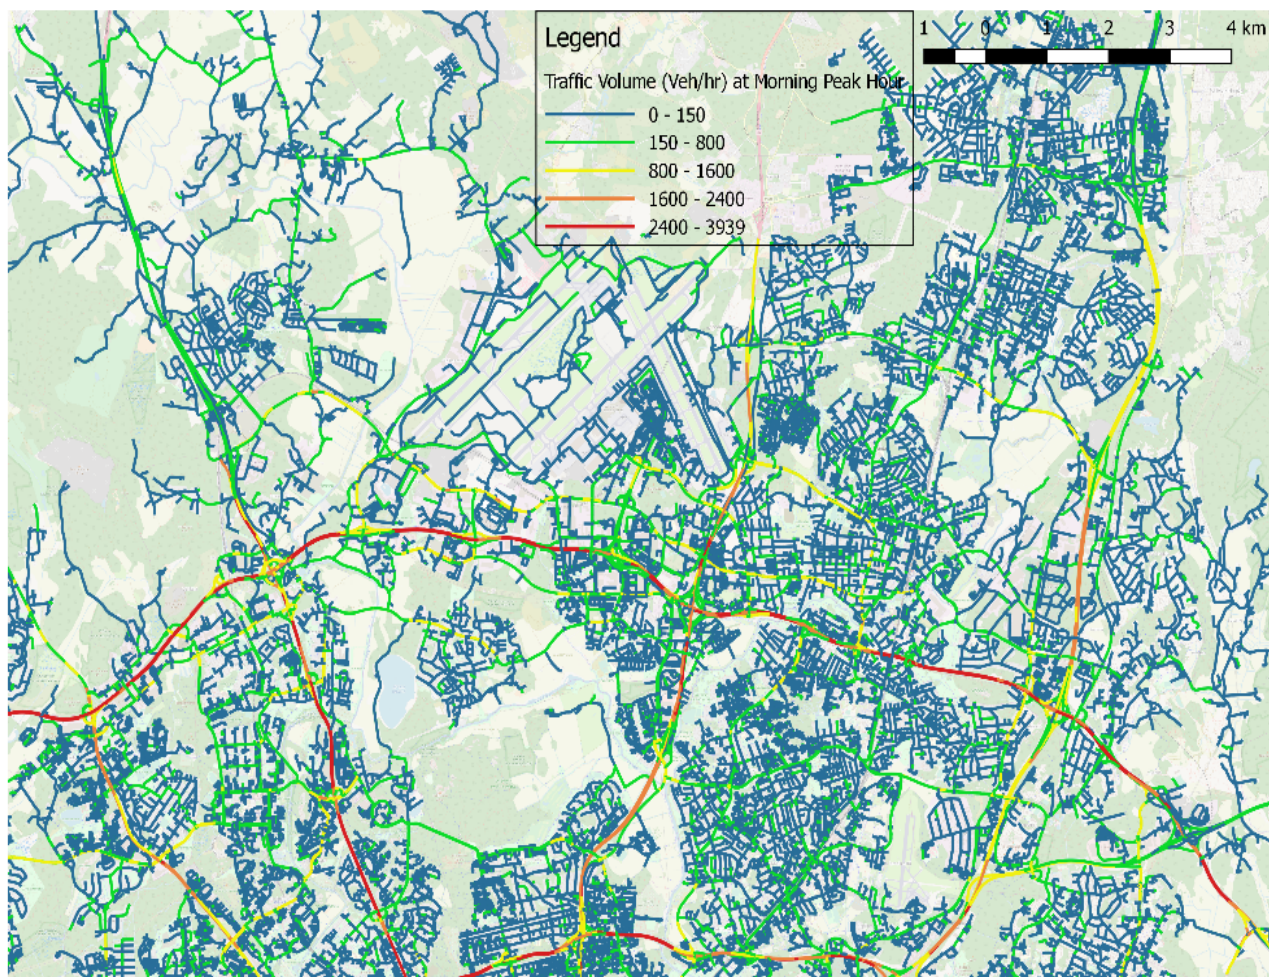 Legend
1 0 1 2 3 4 km
Traffic Volume (Veh/hr) at Morning Peak Hour
0 - 150
150 - 800
800 - 1600
1600 - 2400
2400 - 3939